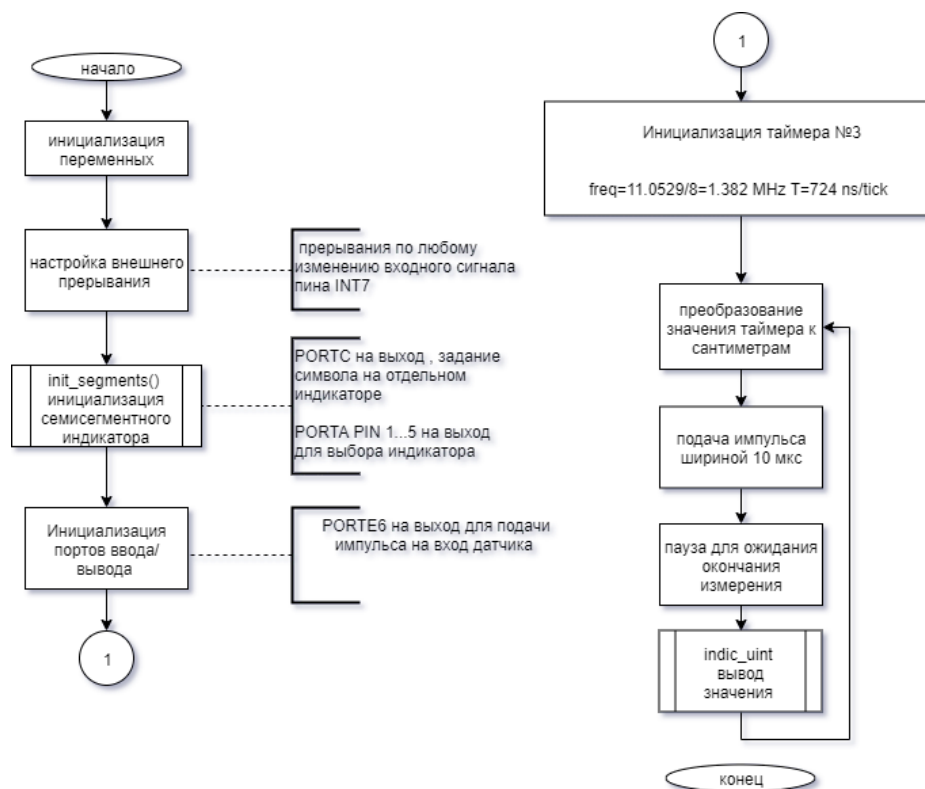 начало
инициализация
переменных
настройка внешнего
прерывания
прерывания по любому
изменению входного сигнала
пина INT7
init_segments()
инициализация
семисегментного
индикатора
PORTC на выход , задание
символа на отдельном
индикаторе
PORTA PIN 1...5 на выход
для выбора индикатора
Инициализация
портов ввода/
вывода
PORTE6 на выход для подачи
импульса на вход датчика
1
1
Инициализация таймера №3
freq=11.0529/8=1.382 MHz T=724 ns/tick
преобразование
значения таймера к
сантиметрам
подача импульса
шириной 10 мкс
пауза для ожидания
окончания
измерения
indic_uint
вывод
значения
конец